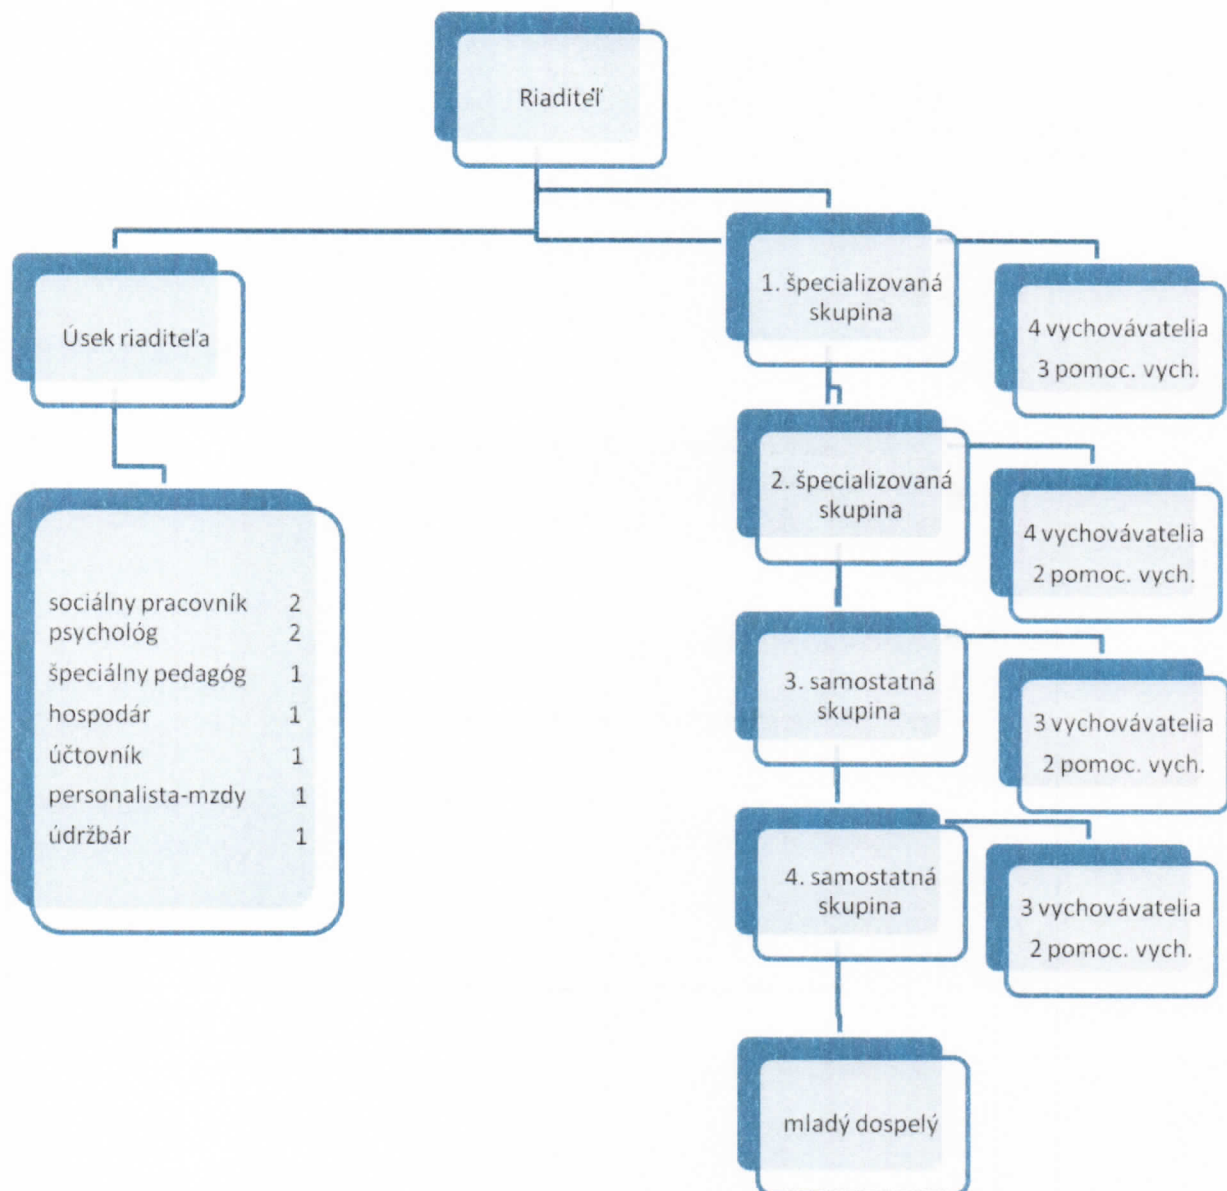 Riaditeľ
Úsek riaditeľa
sociálny pracovník 2
psychológ 2
špeciálny pedagóg 1
hospodár 1
účtovník 1
personalista-mzdy 1
údržbár 1
1. špecializovaná
skupina
4 vychovávatelia
3 pomoc. vych.
2. špecializovaná
skupina
4 vychovávatelia
2 pomoc. vych.
3. samostatná
skupina
3 vychovávatelia
2 pomoc. vych.
4. samostatná
skupina
3 vychovávatelia
2 pomoc. vych.
mladý dospelý